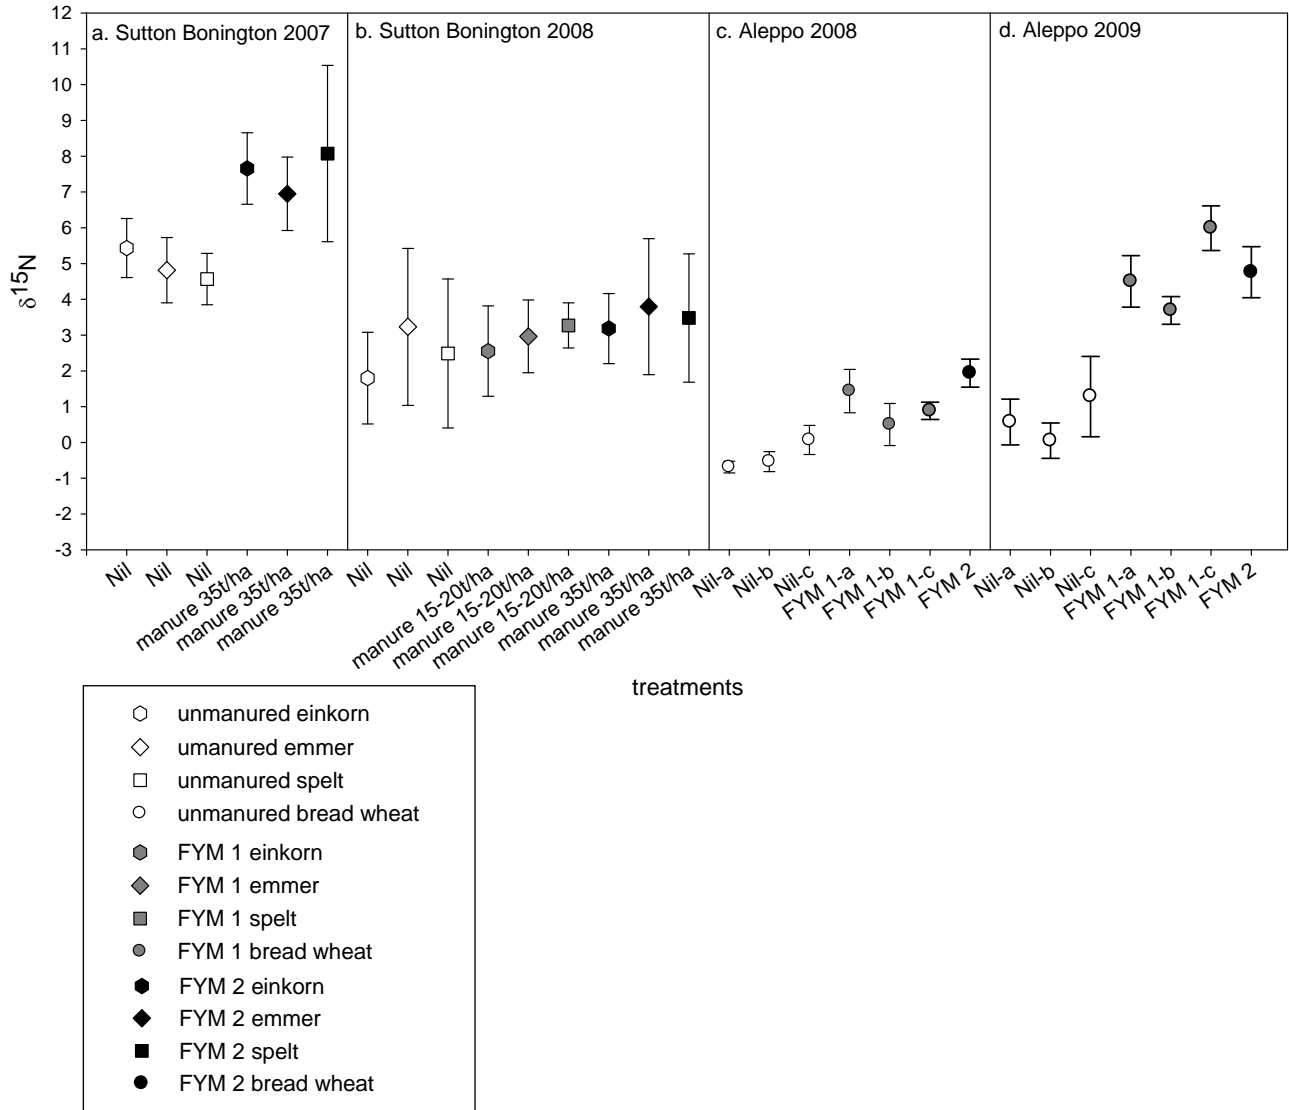 12
11
10
9
8
7
6
5
4
3
2
1
0
-1
-2
-3
δ15N
a. Sutton Bonington 2007
b. Sutton Bonington 2008
c. Aleppo 2008
d. Aleppo 2009
Nil
Nil
Nil
manure 35t/ha
manure 35t/ha
manure 35t/ha
Nil
Nil
Nil
manure 15-20t/ha
manure 15-20t/ha
manure 15-20t/ha
manure 35t/ha
manure 35t/ha
manure 35t/ha
Nil-a
Nil-b
Nil-c
FYM 1-a
FYM 1-b
FYM 1-c
FYM 2
Nil-a
Nil-b
Nil-c
FYM 1-a
FYM 1-b
FYM 1-c
FYM 2
treatments
unmanured einkorn
umanured emmer
unmanured spelt
unmanured bread wheat
FYM 1 einkorn
FYM 1 emmer
FYM 1 spelt
FYM 1 bread wheat
FYM 2 einkorn
FYM 2 emmer
FYM 2 spelt
FYM 2 bread wheat